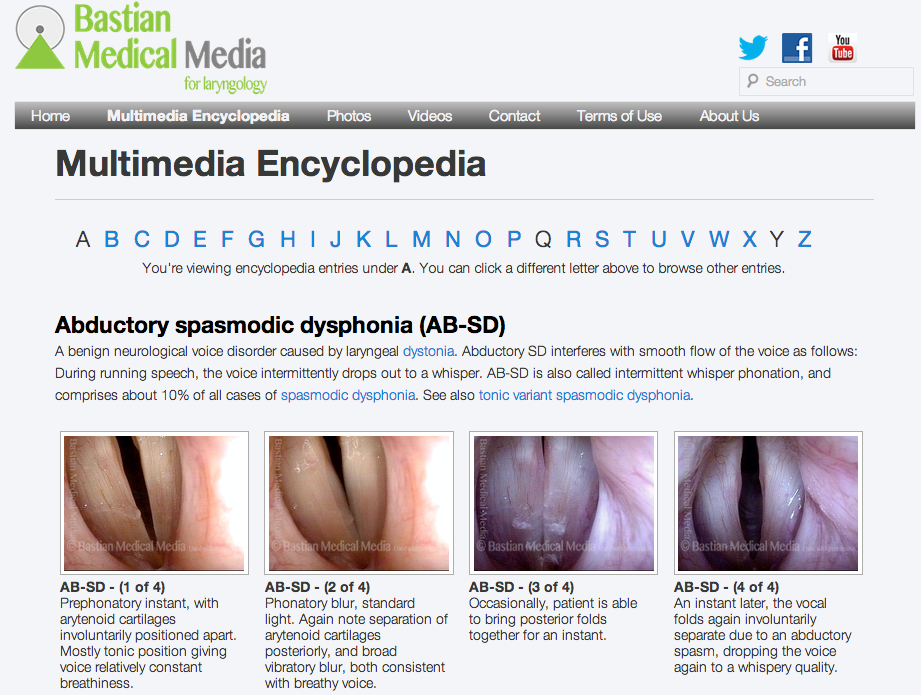 Bastian
Medical Media
for laryngology
You
Tube
Search
Home Multimedia Encyclopedia Photos Videos Contact Terms of Use About Us
Multimedia Encyclopedia
A B C D E F G H I J K L M N O P Q R S T U V W X Y Z
You're viewing encyclopedia entries under A. You can click a different letter above to browse other entries.
Abductory spasmodic dysphonia (AB-SD)
A benign neurological voice disorder caused by laryngeal dystonia. Abductory SD interferes with smooth flow of the voice as follows:
During running speech, the voice intermittently drops out to a whisper. AB-SD is also called intermittent whisper phonation, and
comprises about 10% of all cases of spasmodic dysphonia. See also tonic variant spasmodic dysphonia.
© Bastian Medical Media
© Bastian Medical Media
© Bastian Medical Media
© Bastian Medical Media
AB-SD - (1 of 4)
Prephonatory instant, with
arytenoid cartilages
involuntarily positioned apart.
Mostly tonic position giving
voice relatively constant
breathiness.
AB-SD - (2 of 4)
Phonatory blur, standard
light. Again note separation of
arytenoid cartilages
posteriorly, and broad
vibratory blur, both consistent
with breathy voice.
AB-SD - (3 of 4)
Occasionally, patient is able
to bring posterior folds
together for an instant.
AB-SD - (4 of 4)
An instant later, the vocal
folds again involuntarily
separate due to an abductory
spasm, dropping the voice
again to a whispery quality.